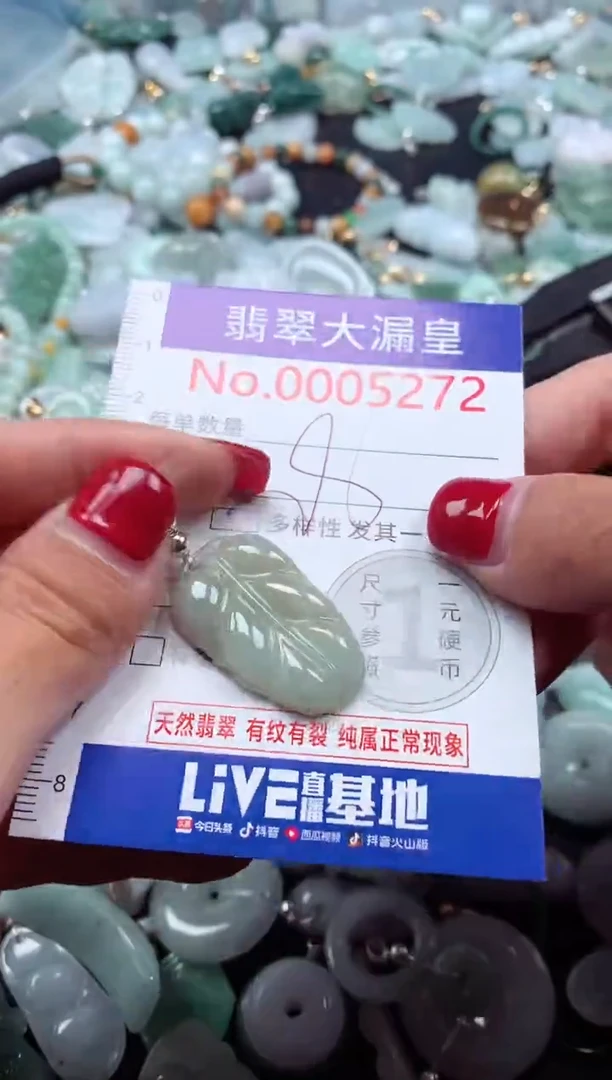 翡翠大漏皇
No.0005272
0
1
2
每单数量
多样性 发其一
尺寸参
一元硬币
1
天然翡翠 有纹有裂 纯属正常现象
8
LiVE直播基地
今日头条 抖音 西瓜视频 抖音火山版